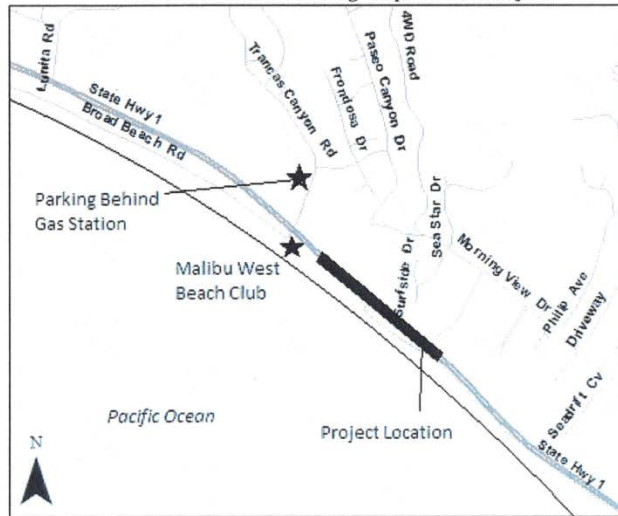 Lunita Rd
State Hwy 1
Broad Beach Rd
Trancas Canyon Rd
Frondosa Dr
Paseo Canyon Dr
4WD Road
Parking Behind
Gas Station
Malibu West
Beach Club
Surfside Dr
Sea Star Dr
Morning View Dr
Philip Ave
Driveway
Seadrift Cv
State Hwy 1
Pacific Ocean
Project Location
N